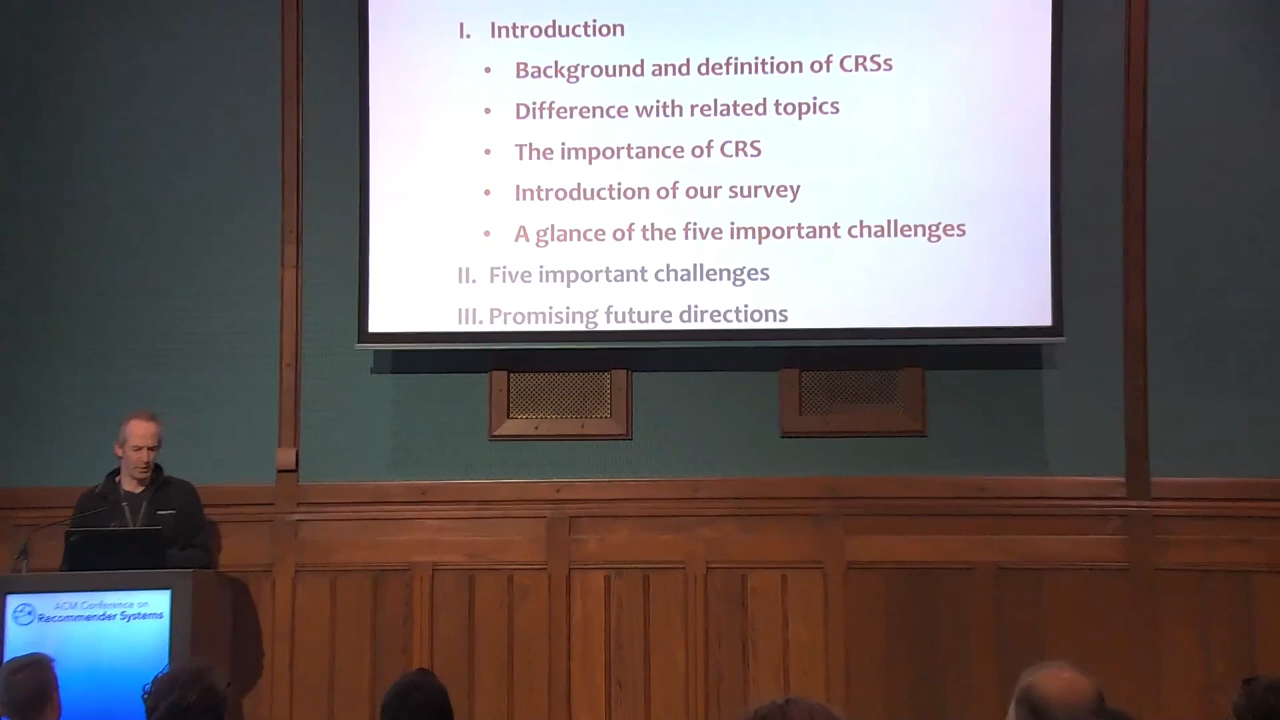 I. Introduction
• Background and definition of CRSs
• Difference with related topics
• The importance of CRS
• Introduction of our survey
• A glance of the five important challenges
II. Five important challenges
III. Promising future directions
ACM Conference on
Recommender Systems